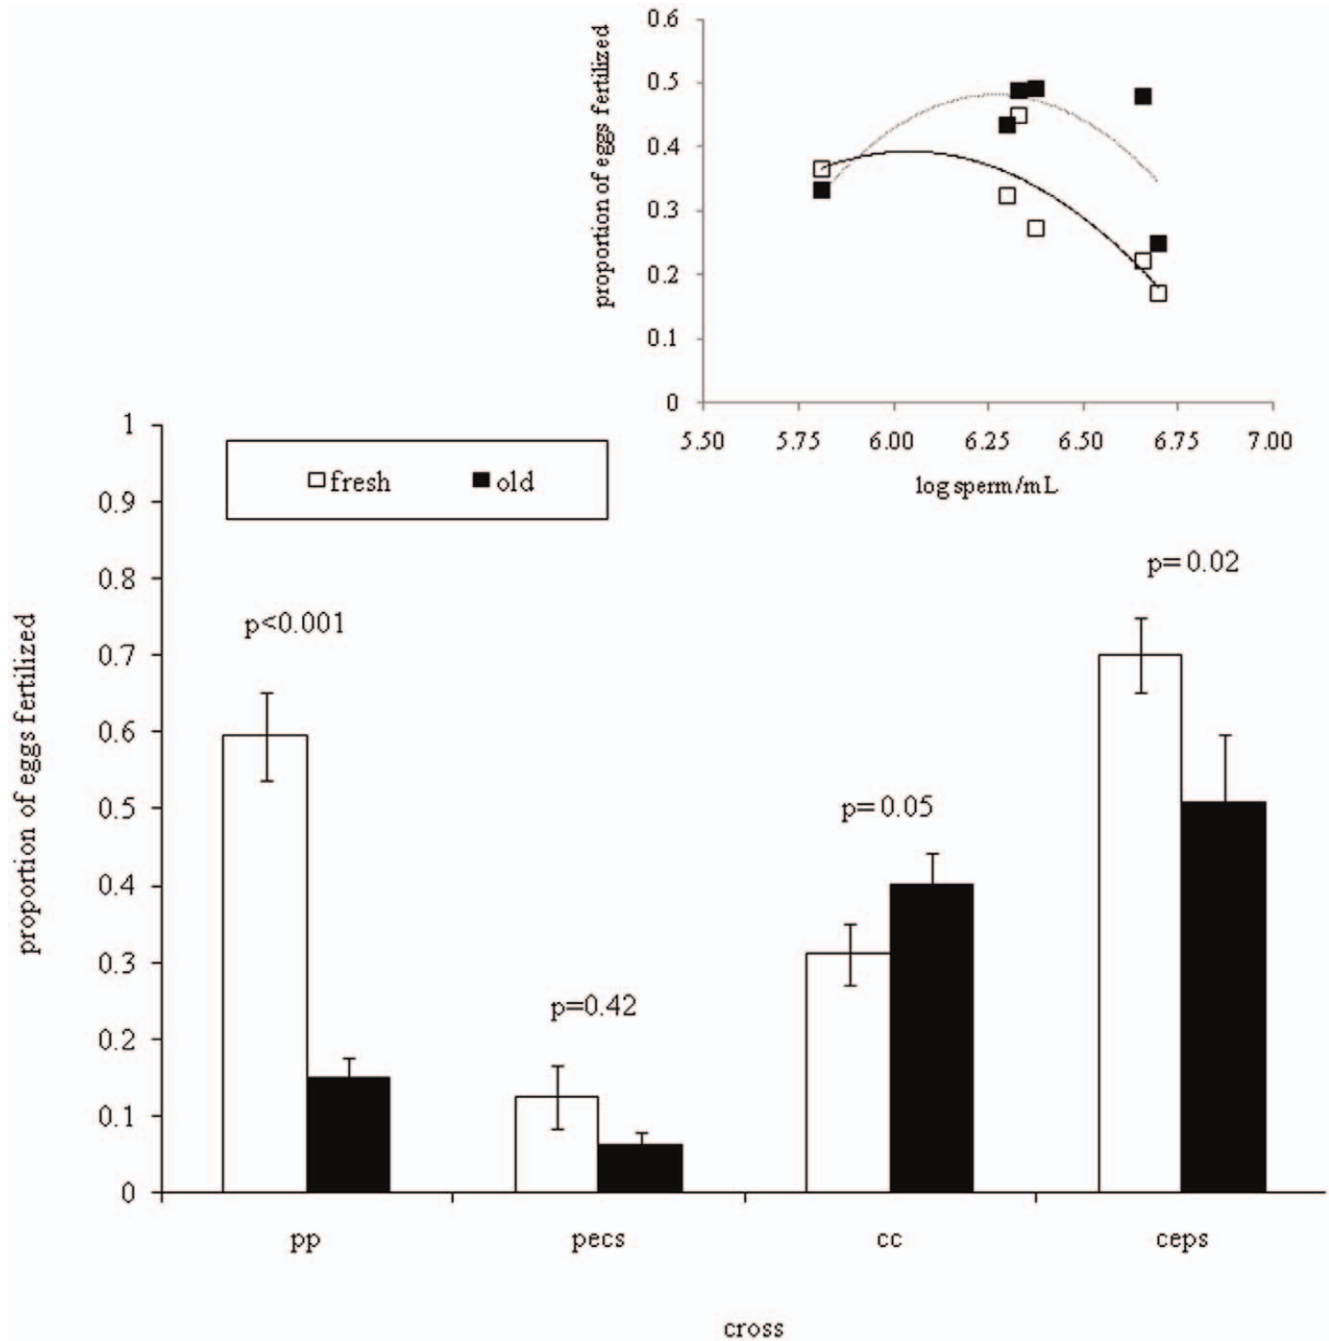 proportion of eggs fertilized
0.6
0.5
0.4
0.3
0.2
0.1
0
5.50 5.75 6.00 6.25 6.50 6.75 7.00
log sperm/mL
proportion of eggs fertilized
1
0.9
0.8
0.7
0.6
0.5
0.4
0.3
0.2
0.1
0
fresh old
p<0.001
p=0.42
p=0.05
p=0.02
pp pecs cc ceps
cross